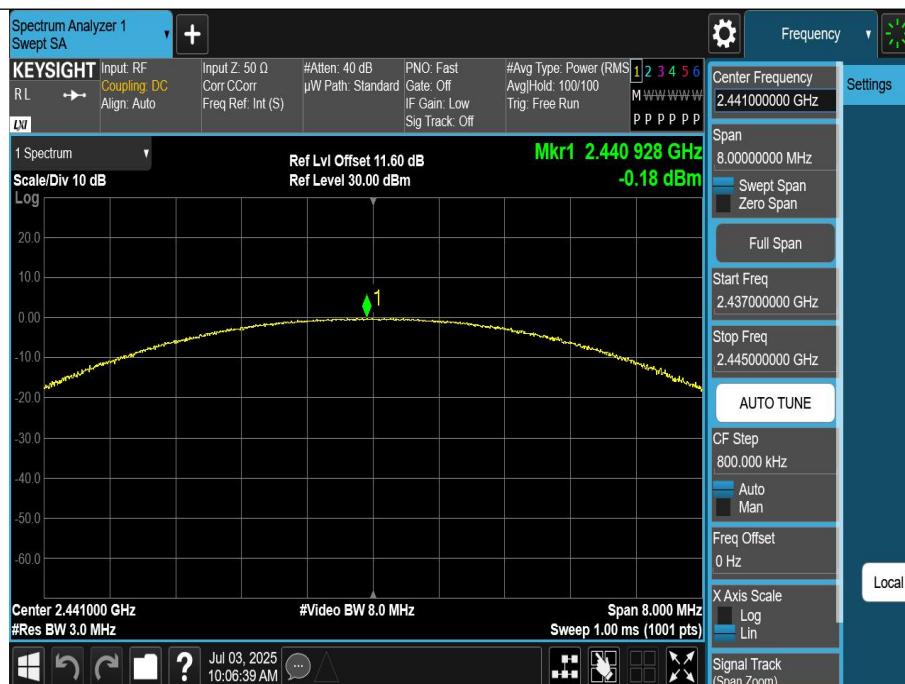 Spectrum Analyzer 1
Swept SA
+
Frequency
KEYSIGHT
RL
LXI
Input: RF
Coupling: DC
Align: Auto
Input Z: 50 Ω
Corr CCorr
Freq Ref: Int (S)
#Atten: 40 dB
µW Path: Standard
PNO: Fast
Gate: Off
IF Gain: Low
Sig Track: Off
#Avg Type: Power (RMS
Avg|Hold: 100/100
Trig: Free Run
1 2 3 4 5 6
M W W W W W
P P P P P P
1 Spectrum
Scale/Div 10 dB
Log
Ref Lvl Offset 11.60 dB
Ref Level 30.00 dBm
Mkr1 2.440 928 GHz
-0.18 dBm
20.0
10.0
0.00
-10.0
-20.0
-30.0
-40.0
-50.0
-60.0
1
Center 2.441000 GHz
#Res BW 3.0 MHz
#Video BW 8.0 MHz
Span 8.000 MHz
Sweep 1.00 ms (1001 pts)
?
Jul 03, 2025
10:06:39 AM
Center Frequency
2.441000000 GHz
Span
8.00000000 MHz
Swept Span
Zero Span
Full Span
Start Freq
2.437000000 GHz
Stop Freq
2.445000000 GHz
AUTO TUNE
CF Step
800.000 kHz
Auto
Man
Freq Offset
0 Hz
X Axis Scale
Log
Lin
Signal Track
(Span Zoom)
Settings
Local